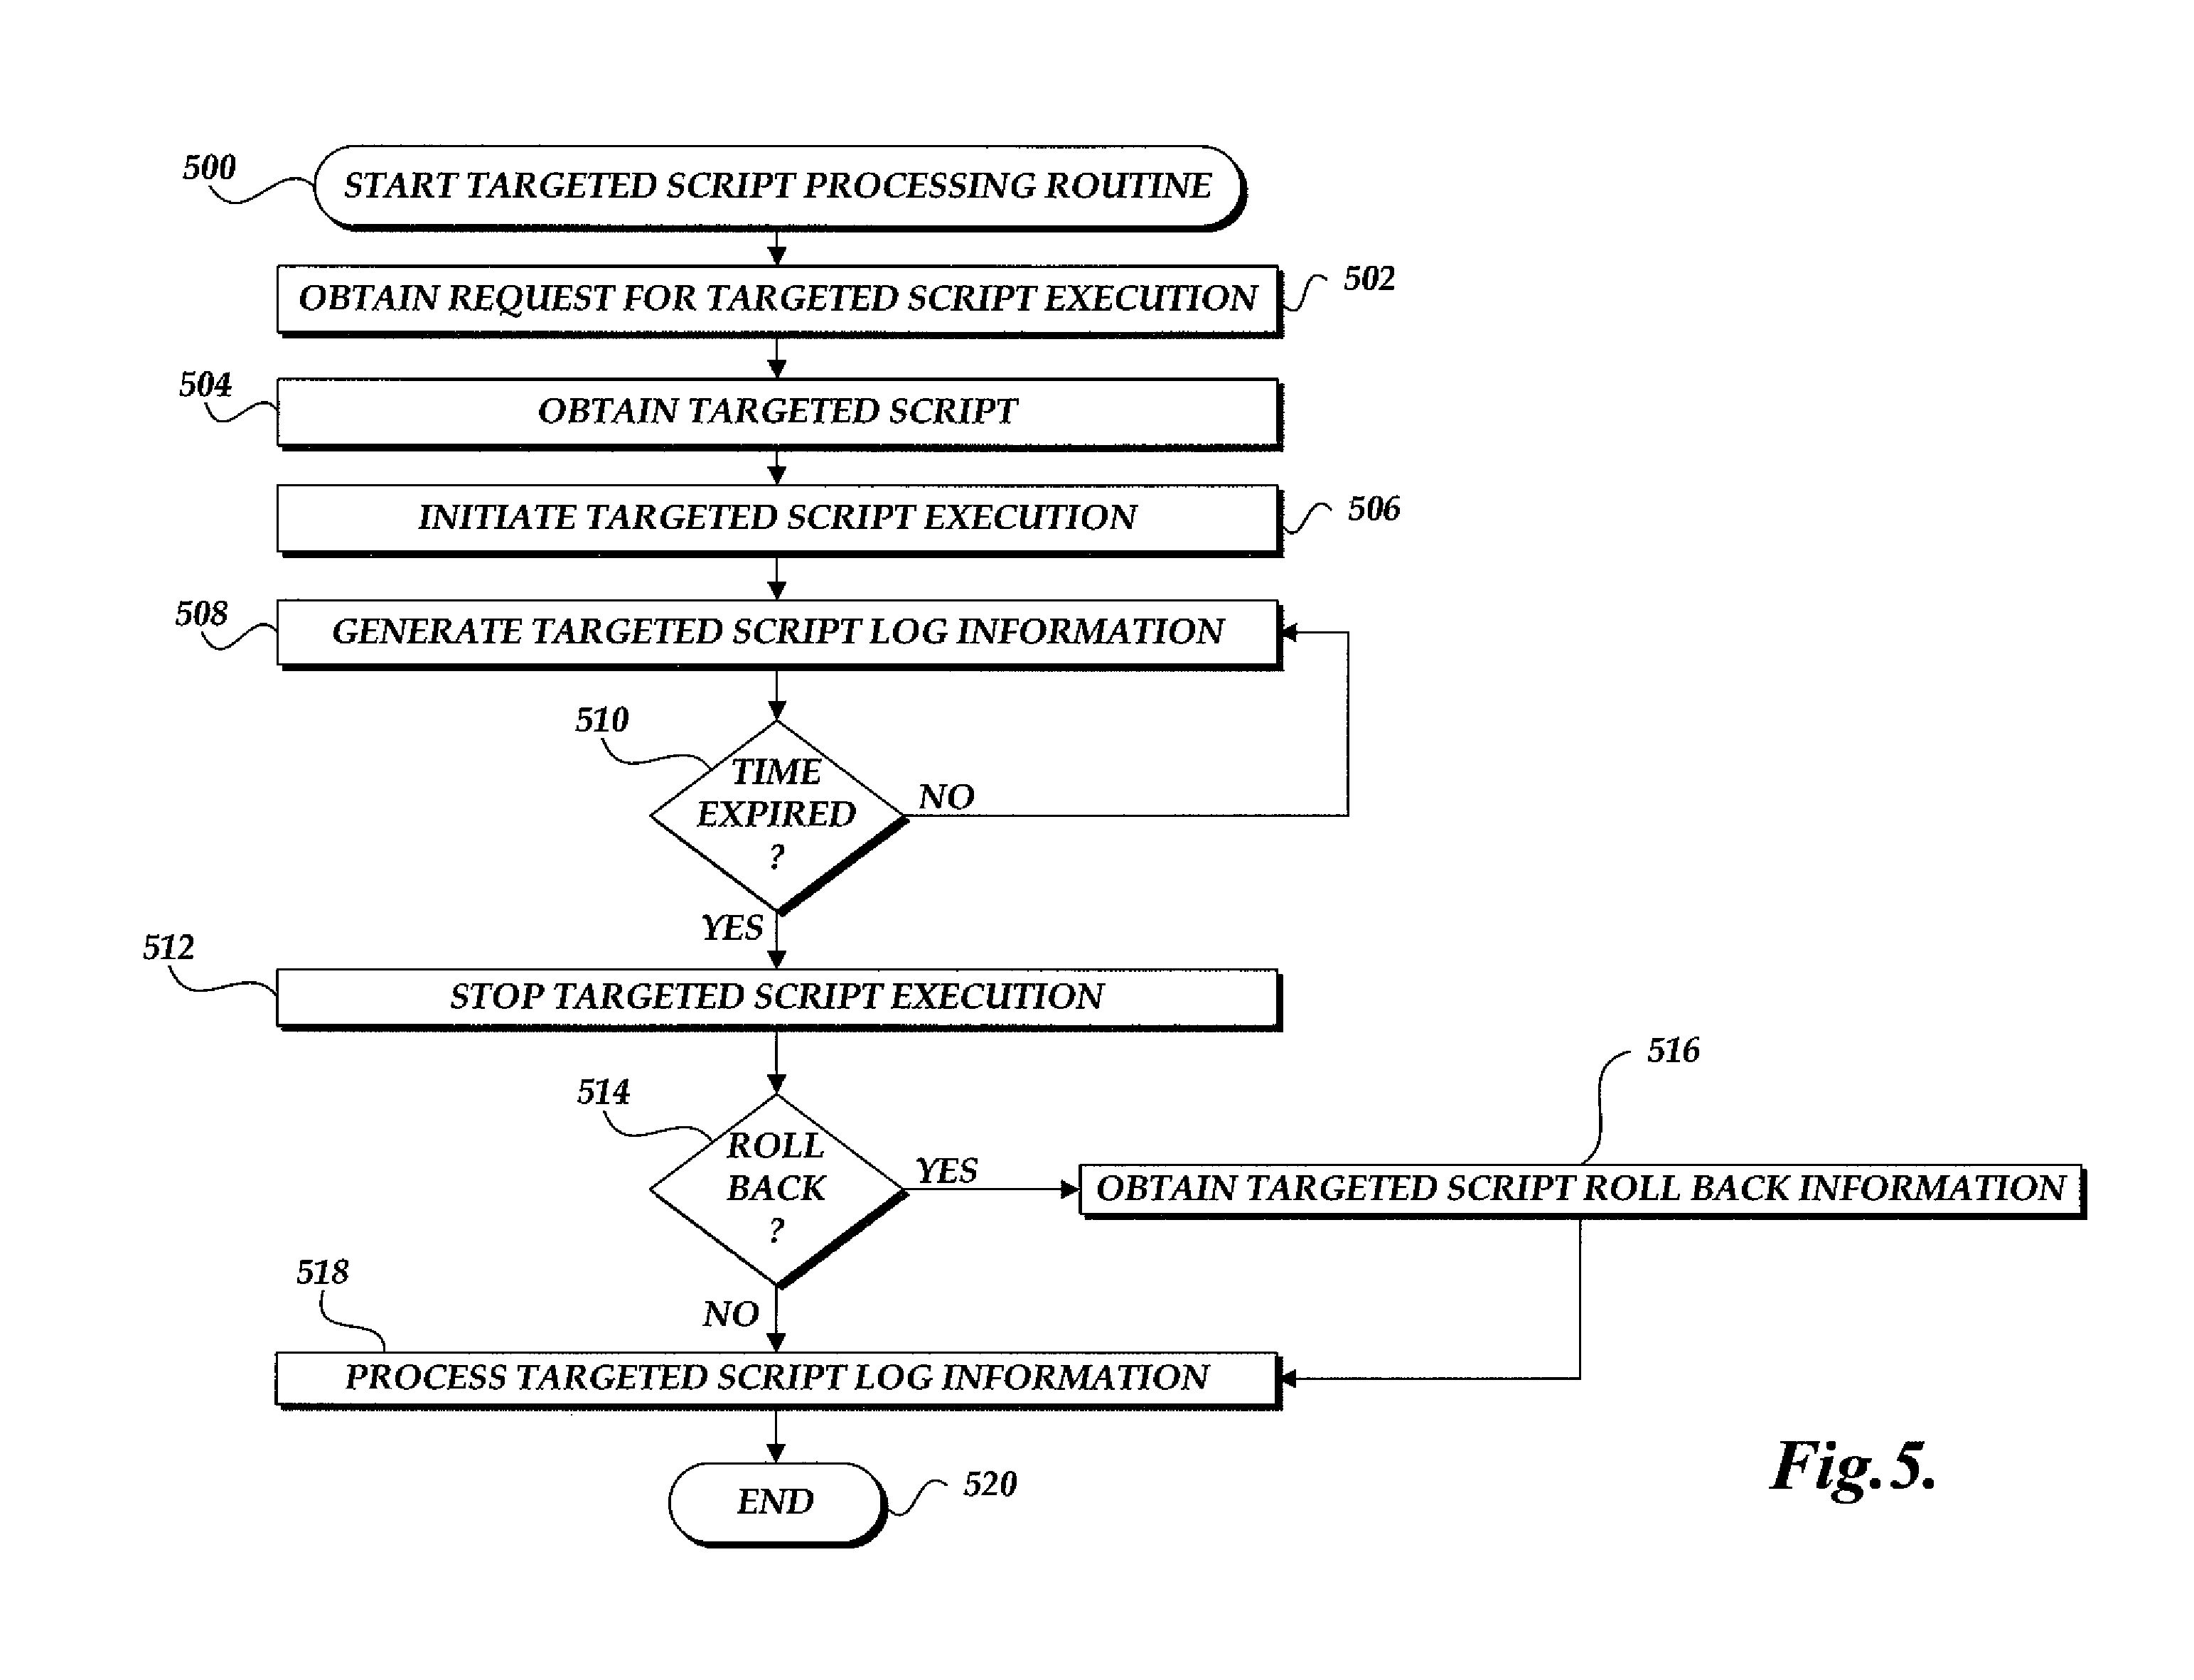 500
START TARGETED SCRIPT PROCESSING ROUTINE
OBTAIN REQUEST FOR TARGETED SCRIPT EXECUTION
502
504
OBTAIN TARGETED SCRIPT
INITIATE TARGETED SCRIPT EXECUTION
506
508
GENERATE TARGETED SCRIPT LOG INFORMATION
510
TIME
EXPIRED
?
NO
YES
512
STOP TARGETED SCRIPT EXECUTION
514
ROLL
BACK
?
YES
516
OBTAIN TARGETED SCRIPT ROLL BACK INFORMATION
NO
518
PROCESS TARGETED SCRIPT LOG INFORMATION
END
520
Fig.5.